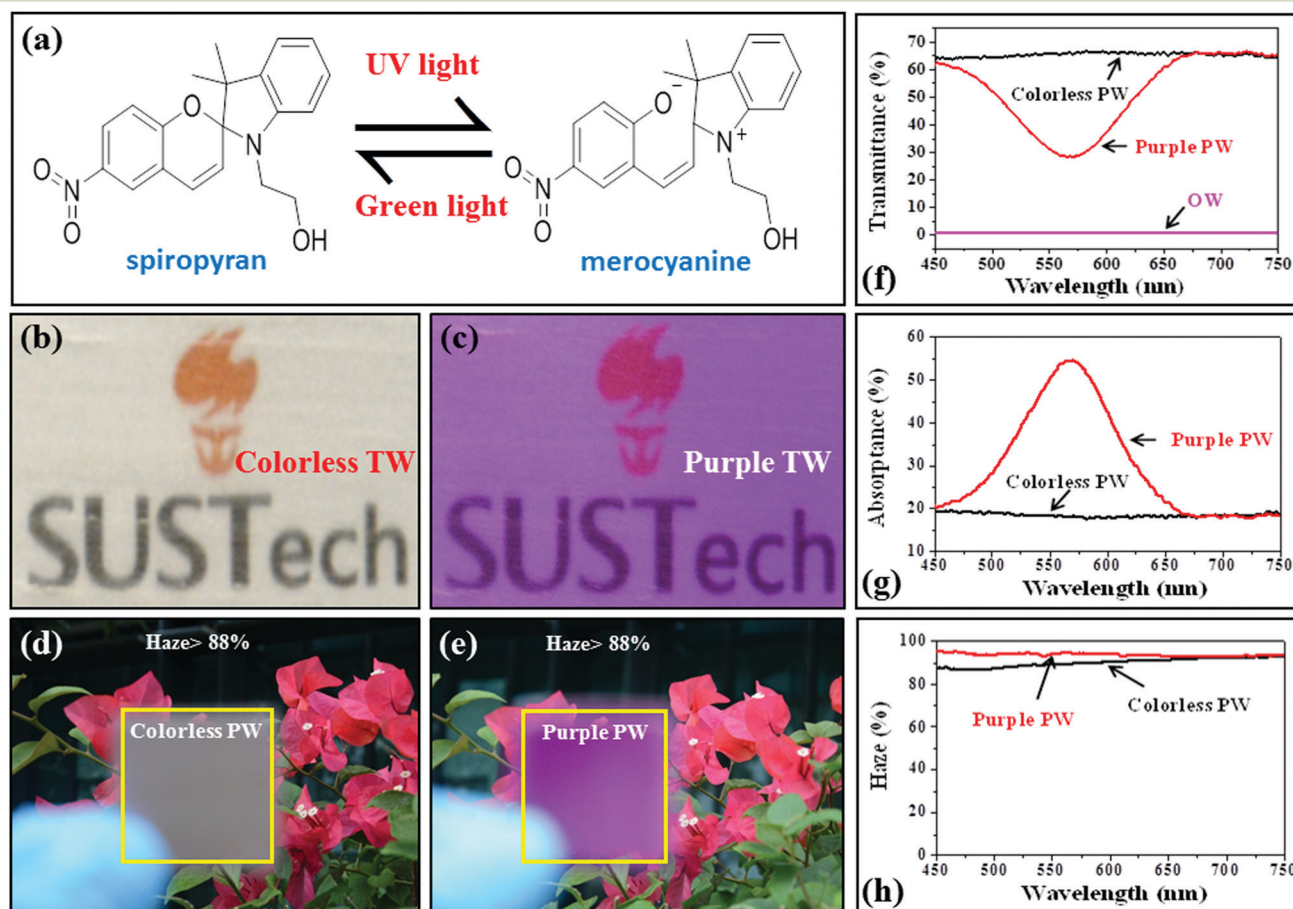 (a)
UV light
Green light
O
N
N
O
O
OH
spiropyran
O⁻
N⁺
N
O
O
OH
merocyanine
(b)
Colorless TW
SUSTech
(c)
Purple TW
SUSTech
(d)
Haze> 88%
Colorless PW
(e)
Haze> 88%
Purple PW
(f)
Transmittance (%)
70
60
50
40
30
20
10
0
Colorless PW
Purple PW
OW
450 500 550 600 650 700 750
Wavelength (nm)
(g)
Absorptance (%)
60
50
40
30
20
10
Purple PW
Colorless PW
450 500 550 600 650 700 750
Wavelength (nm)
(h)
Haze (%)
100
80
60
40
20
0
Purple PW
Colorless PW
450 500 550 600 650 700 750
Wavelength (nm)